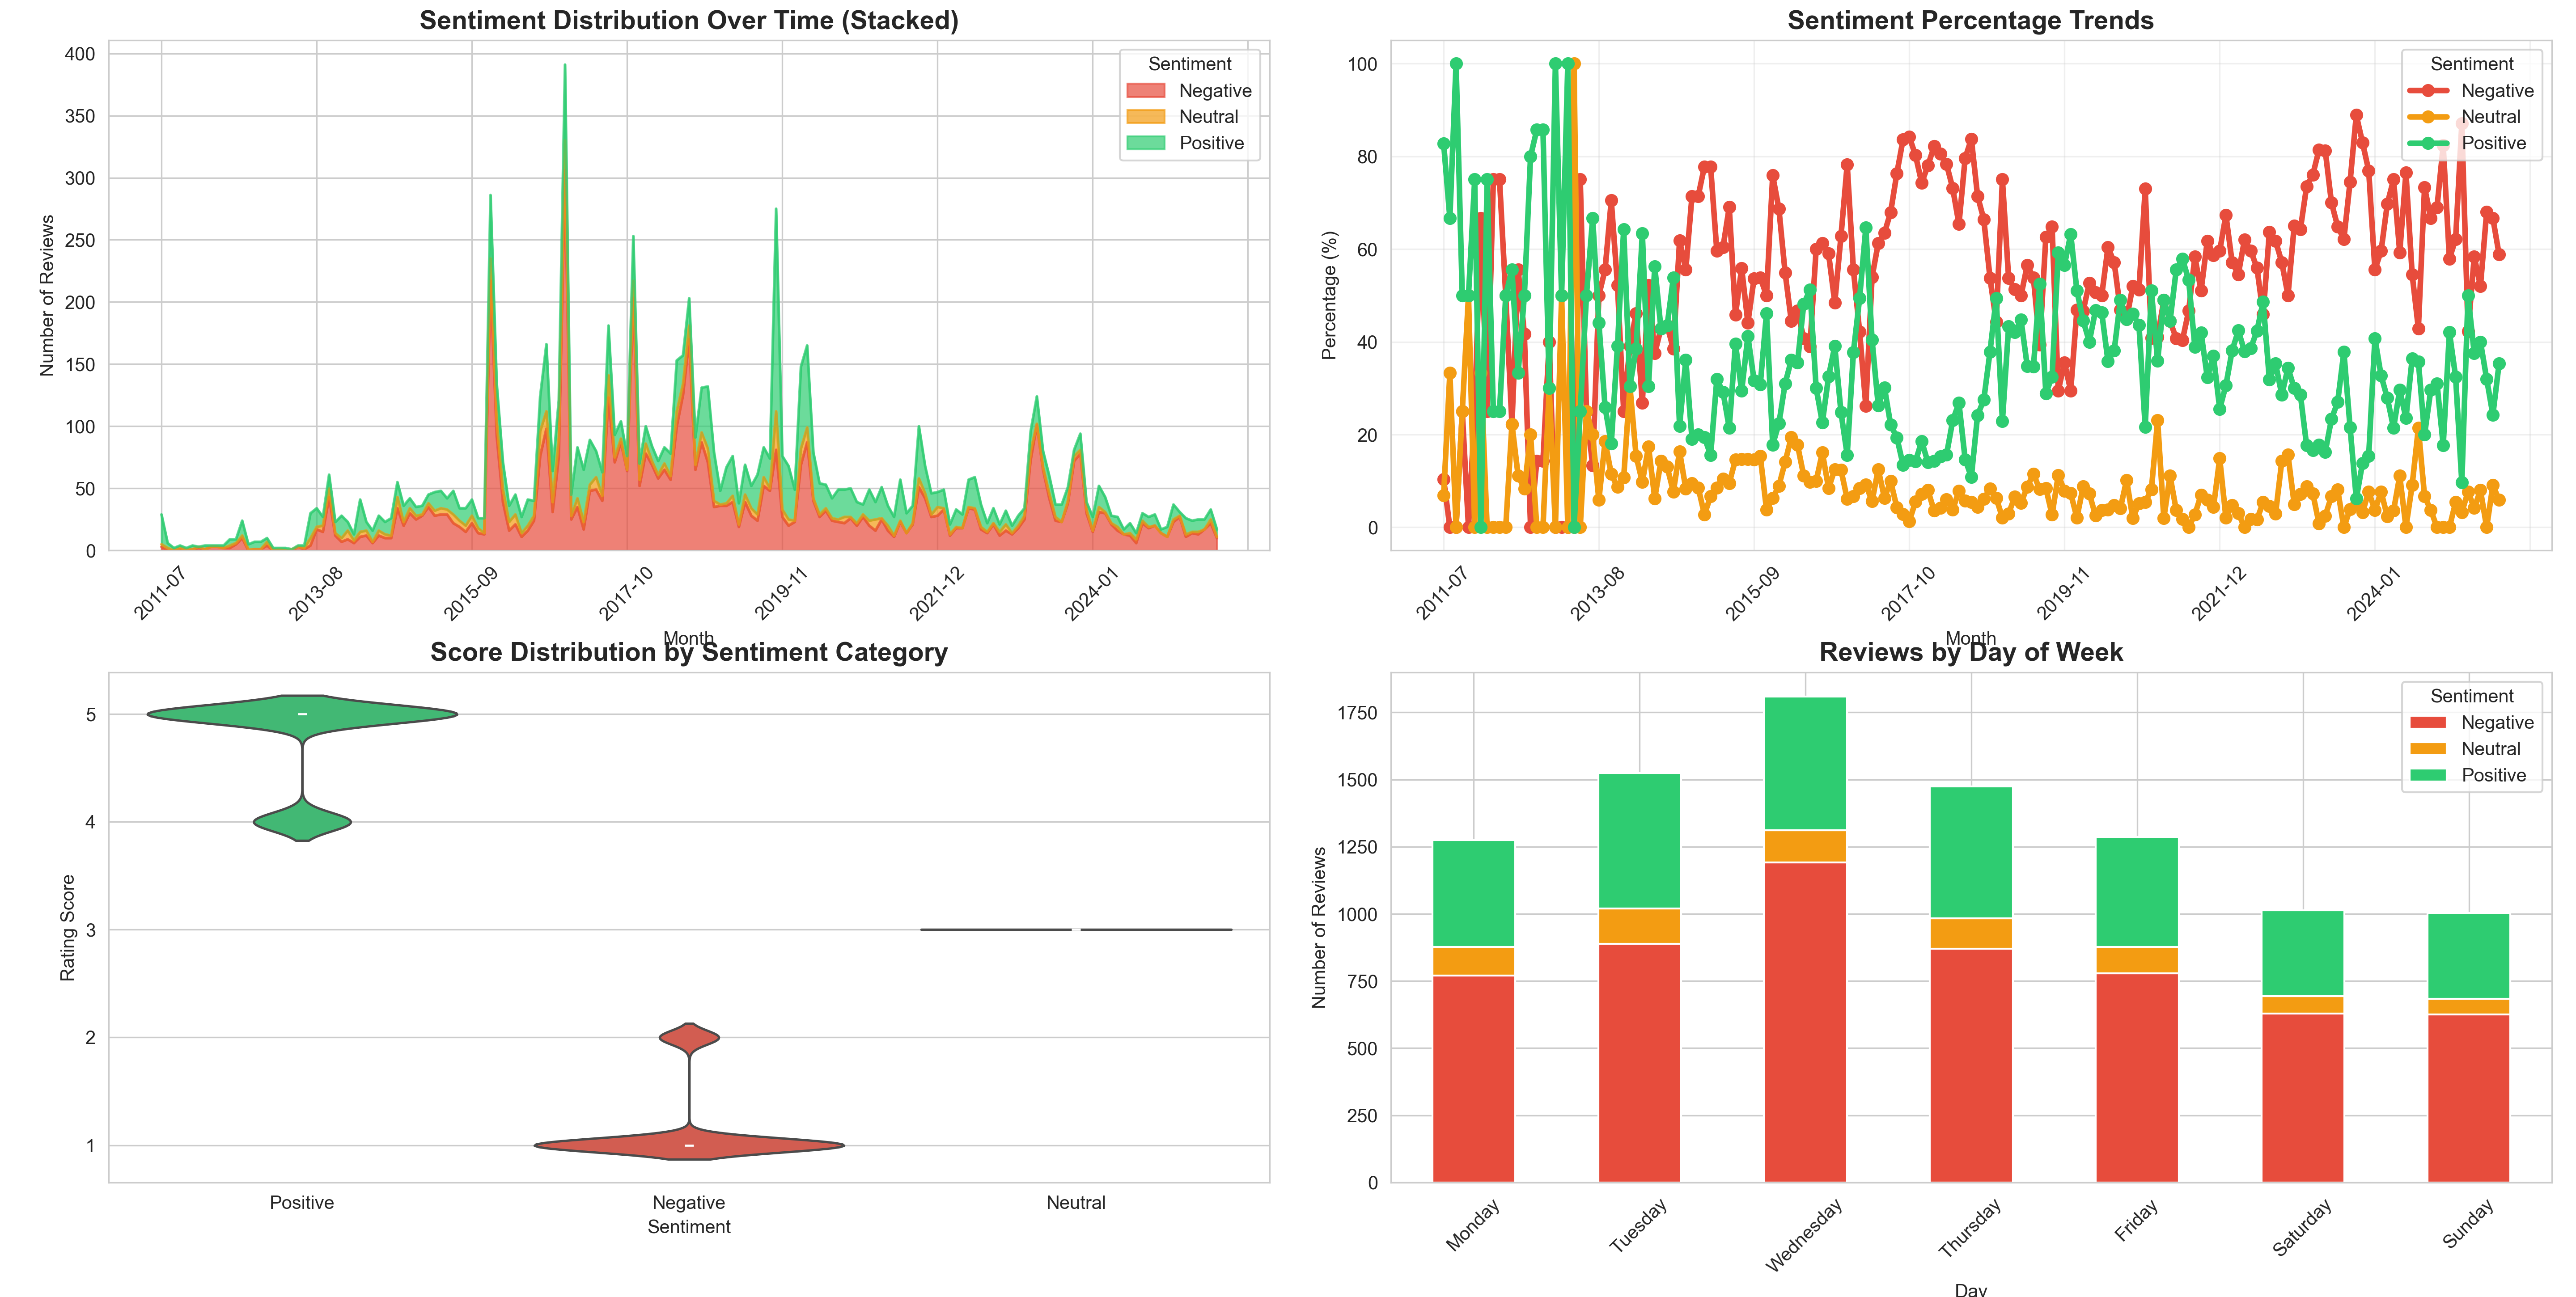 Sentiment Distribution Over Time (Stacked)
400
350
300
250
200
150
100
50
0
Number of Reviews
Sentiment
Negative
Neutral
Positive
2011-07
2013-08
2015-09
2017-10
2019-11
2021-12
2024-01
Month
Sentiment Percentage Trends
100
80
60
40
20
0
Percentage (%)
Sentiment
Negative
Neutral
Positive
2011-07
2013-08
2015-09
2017-10
2019-11
2021-12
2024-01
Month
Score Distribution by Sentiment Category
5
4
3
2
1
Rating Score
Positive
Negative
Neutral
Sentiment
Reviews by Day of Week
1750
1500
1250
1000
750
500
250
0
Number of Reviews
Sentiment
Negative
Neutral
Positive
Monday
Tuesday
Wednesday
Thursday
Friday
Saturday
Sunday
Day